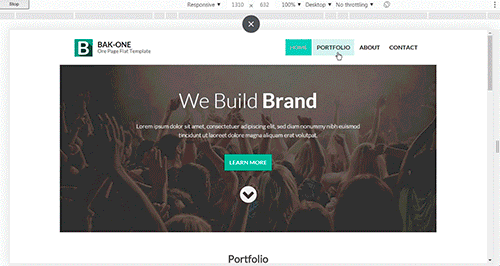 Stop
Responsive ▾ 1310 × 632 100% ▾ Desktop ▾ No throttling ▾
B BAK-ONE
One Page Flat Template
HOME PORTFOLIO ABOUT CONTACT
We Build Brand
Lorem ipsum dolor sit amet, consectetuer adipiscing elit, sed diam nonummy nibh euismod
tincidunt ut laoreet dolore magna aliquam erat volutpat.
LEARN MORE
Portfolio